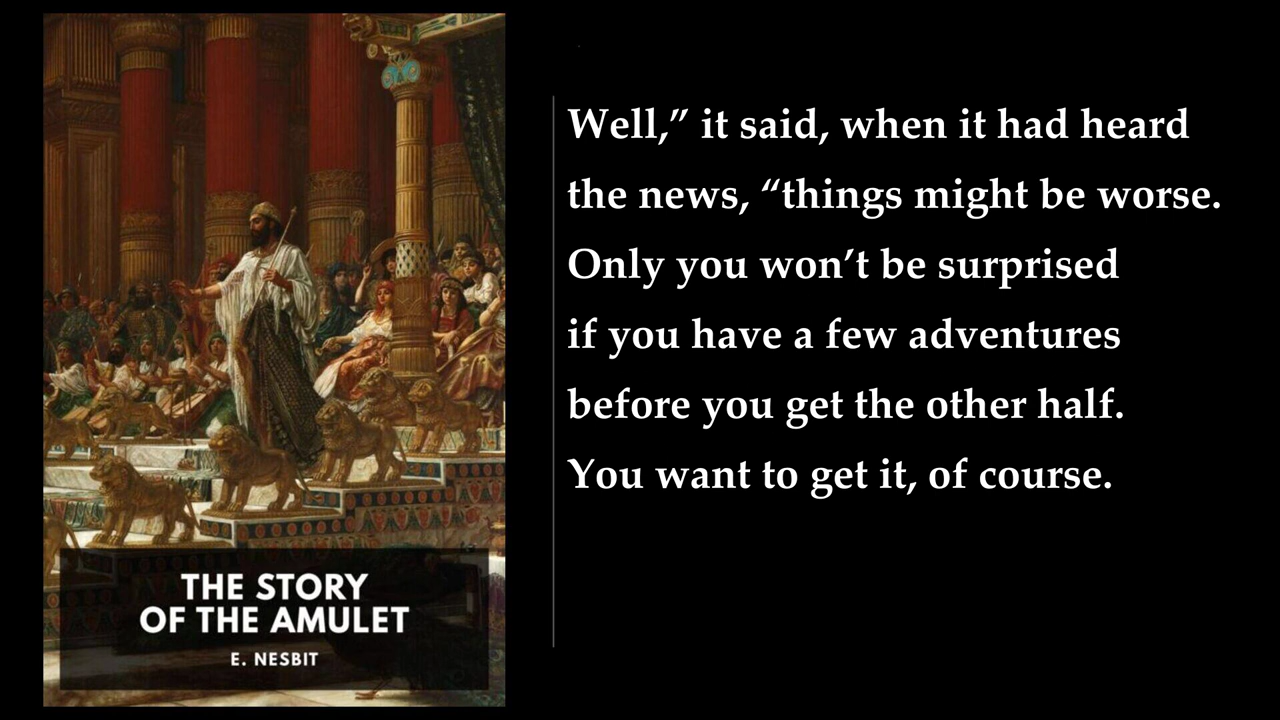 THE STORY
OF THE AMULET
E. NESBIT
Well,” it said, when it had heard
the news, “things might be worse.
Only you won’t be surprised
if you have a few adventures
before you get the other half.
You want to get it, of course.